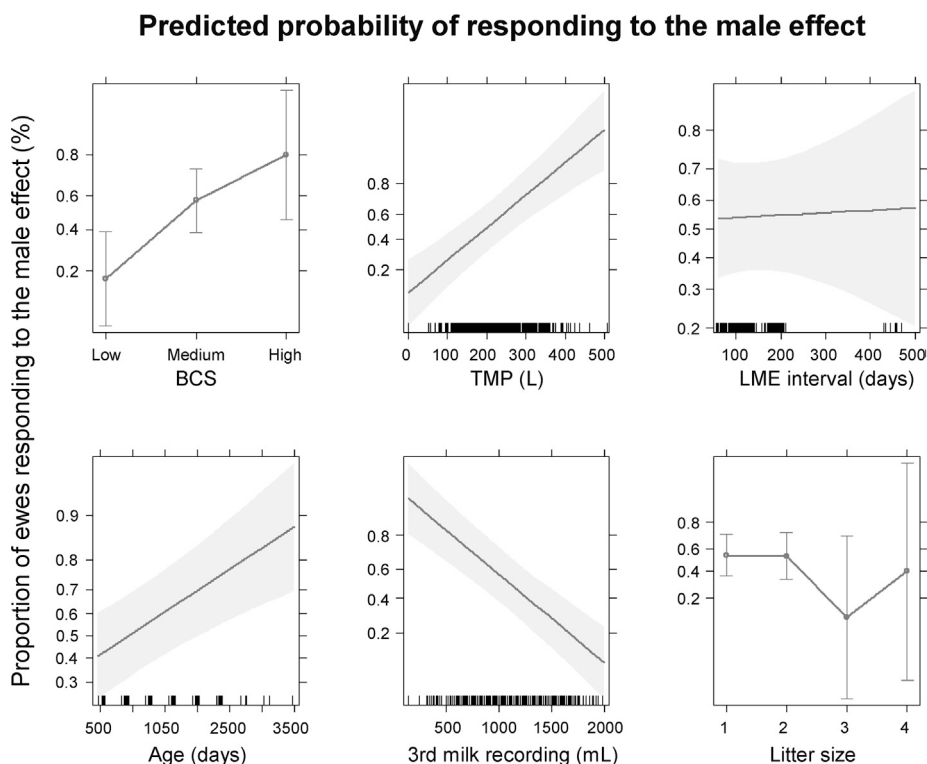 Predicted probability of responding to the male effect
Proportion of ewes responding to the male effect (%)
0.8
0.6
0.4
0.2
Low Medium High
BCS
0.8
0.6
0.4
0.2
0 100 200 300 400 500
TMP (L)
0.8
0.7
0.6
0.5
0.4
0.3
0.2
100 200 300 400 500
LME interval (days)
0.9
0.8
0.7
0.6
0.5
0.4
0.3
500 1050 1500 2500 3500
Age (days)
0.8
0.6
0.4
0.2
500 1000 1500 2000
3rd milk recording (mL)
0.8
0.6
0.4
0.2
1 2 3 4
Litter size